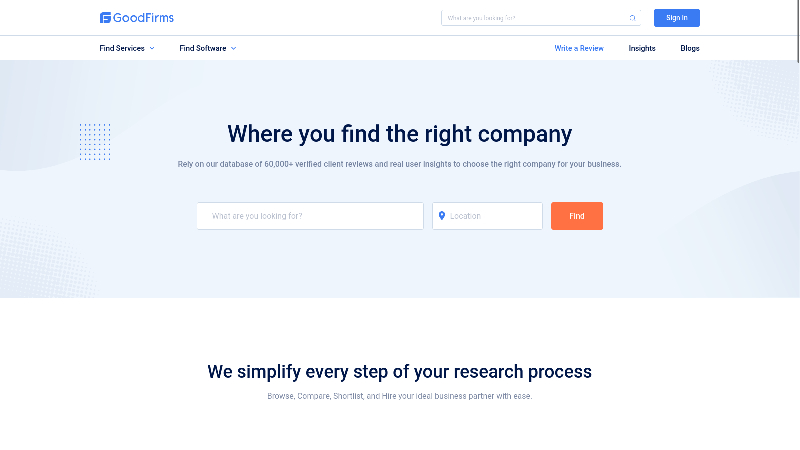 GoodFirms
What are you looking for?
Sign In
Find Services
Find Software
Write a Review
Insights
Blogs
Where you find the right company
Rely on our database of 60,000+ verified client reviews and real user insights to choose the right company for your business.
What are you looking for?
Location
Find
We simplify every step of your research process
Browse, Compare, Shortlist, and Hire your ideal business partner with ease.